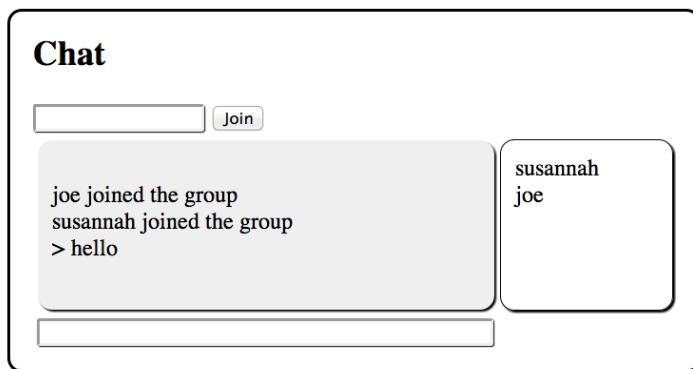 Chat
Join
joe joined the group
susannah joined the group
> hello
susannah
joe